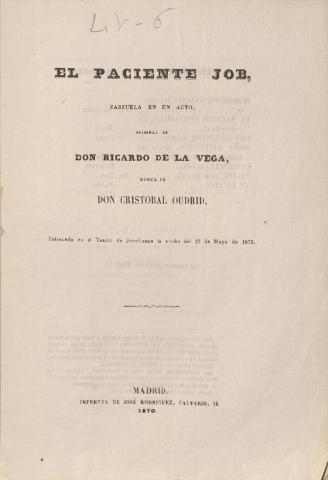 LIV-6
EL PACIENTE JOB,
ZARZUELA EN UN ACTO,
ORIGINAL DE
DON RICARDO DE LA VEGA,
MÚSICA DE
DON CRISTOBAL OUDRID.
Estrenada en el Teatro de Jovellanos la noche del 12 de Mayo de 1870.
MADRID.
IMPRENTA DE JOSÉ RODRIGUEZ, CALVARIO, 18.
1870.